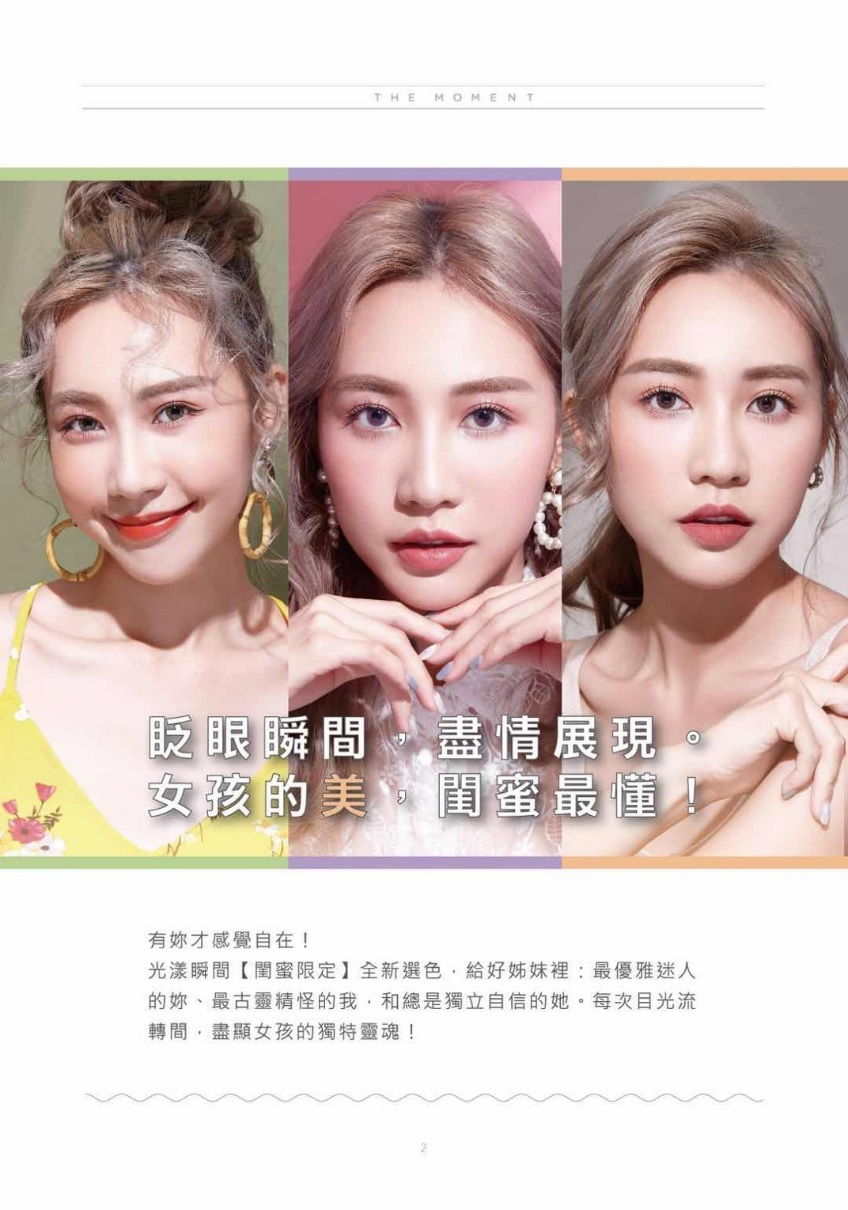 THE MOMENT
眨眼瞬間，盡情展現。
女孩的美，閨蜜最懂！
有妳才感覺自在！
光漾瞬間【閨蜜限定】全新選色，給好姊妹裡：最優雅迷人
的妳、最古靈精怪的我，和總是獨立自信的她。每次目光流
轉間，盡顯女孩的獨特靈魂！
2